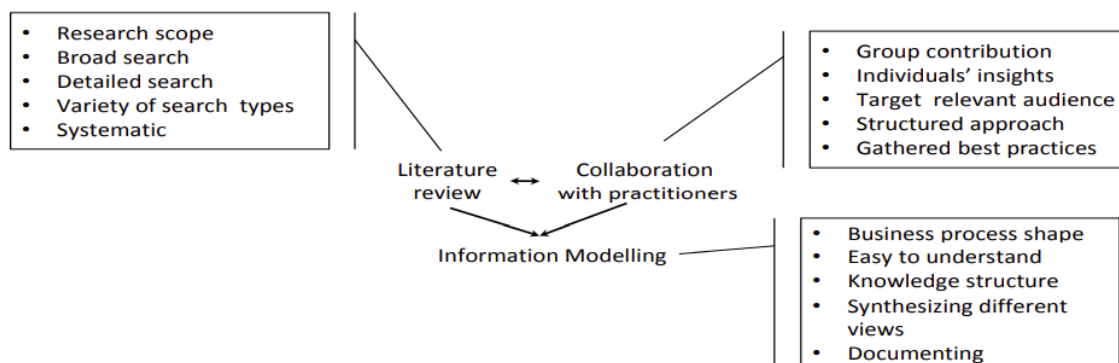 • Research scope
• Broad search
• Detailed search
• Variety of search types
• Systematic
• Group contribution
• Individuals’ insights
• Target relevant audience
• Structured approach
• Gathered best practices
Literature
review
Collaboration
with practitioners
Information Modelling
• Business process shape
• Easy to understand
• Knowledge structure
• Synthesizing different
views
• Documenting